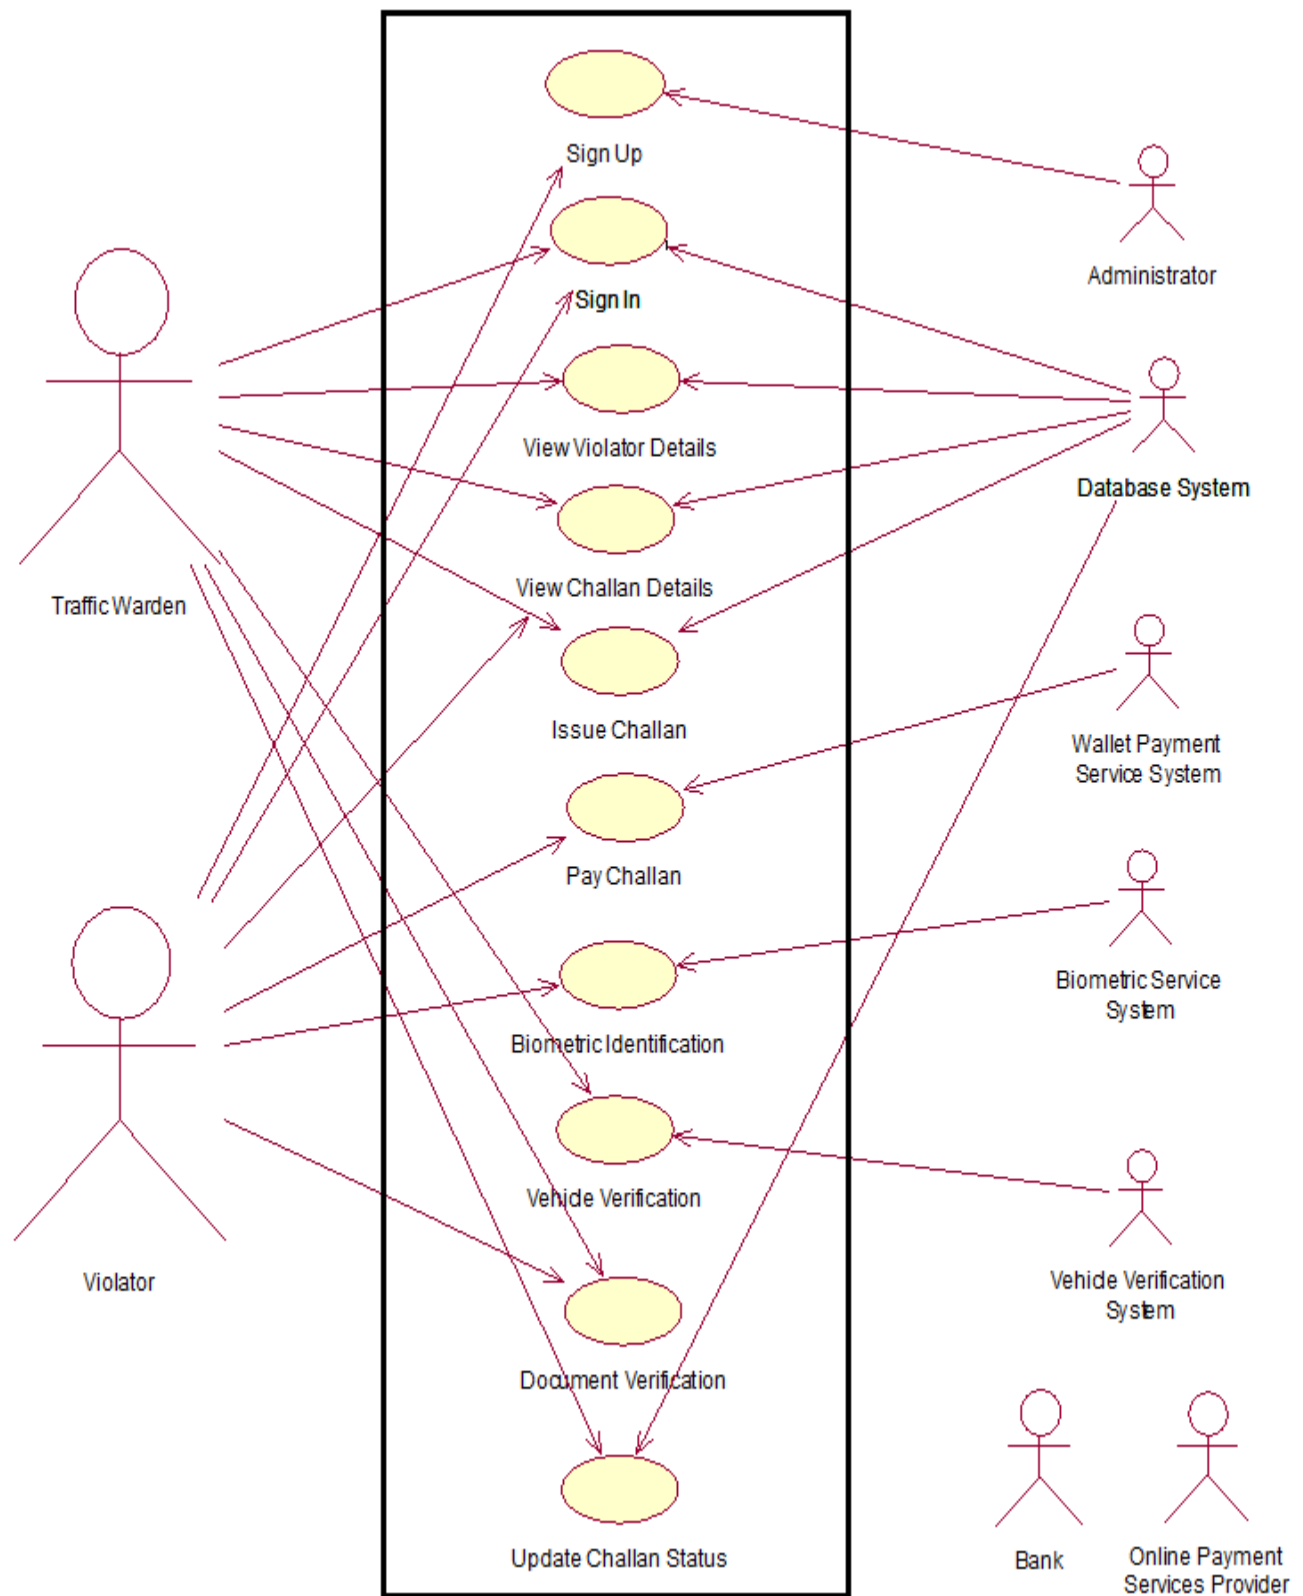 Sign Up
Administrator
Sign In
View Violator Details
Database System
View Challan Details
Traffic Warden
Issue Challan
Wallet Payment
Service System
Pay Challan
Biometric Service
System
Biometric Identification
Vehicle Verification
Violator
Vehicle Verification
System
Document Verification
Update Challan Status
Bank
Online Payment
Services Provider